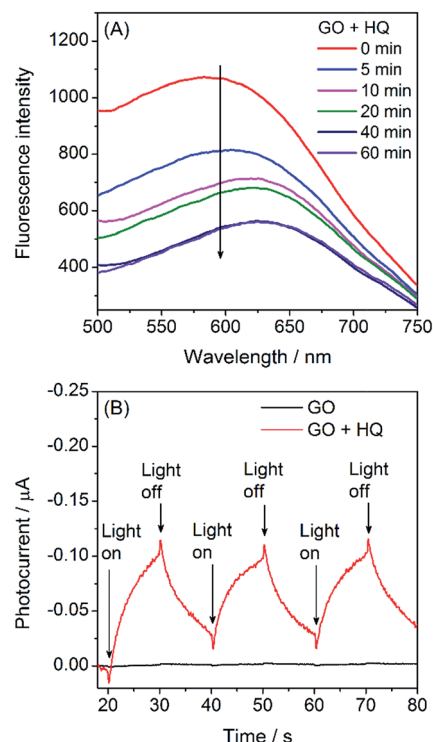 (A)
GO + HQ
0 min
5 min
10 min
20 min
40 min
60 min
1200
1000
800
600
400
Fluorescence intensity
500 550 600 650 700 750
Wavelength / nm
(B)
GO
GO + HQ
-0.25
-0.20
-0.15
-0.10
-0.05
0.00
Photocurrent / µA
Light
off
Light
off
Light
off
Light
on
Light
on
Light
on
20 30 40 50 60 70 80
Time / s